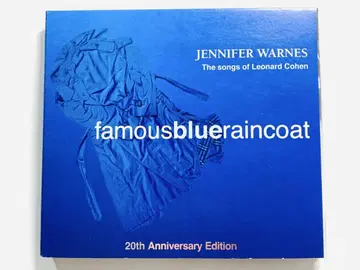 JENNIFER WARNES
The songs of Leonard Cohen
famousblueraincoat
20th Anniversary Edition